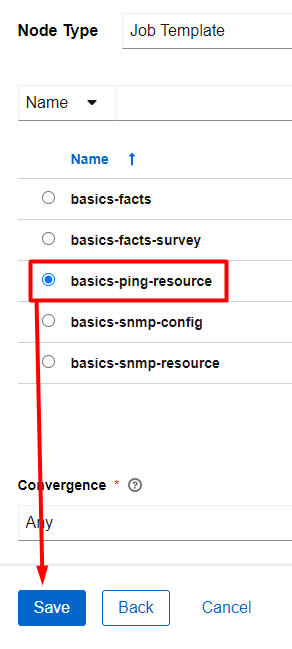 Node Type Job Template
Name
Name
basics-facts
basics-facts-survey
basics-ping-resource
basics-snmp-config
basics-snmp-resource
Convergence * ?
Any
Save Back Cancel